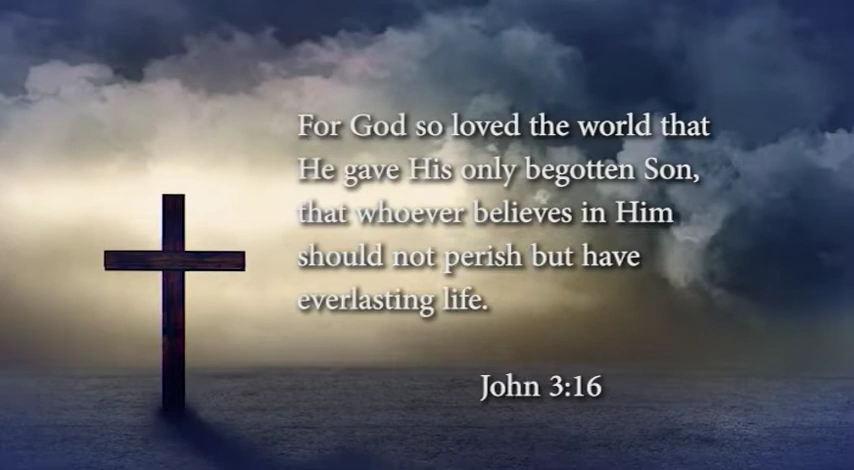 For God so loved the world that
He gave His only begotten Son,
that whoever believes in Him
should not perish but have
everlasting life.
John 3:16